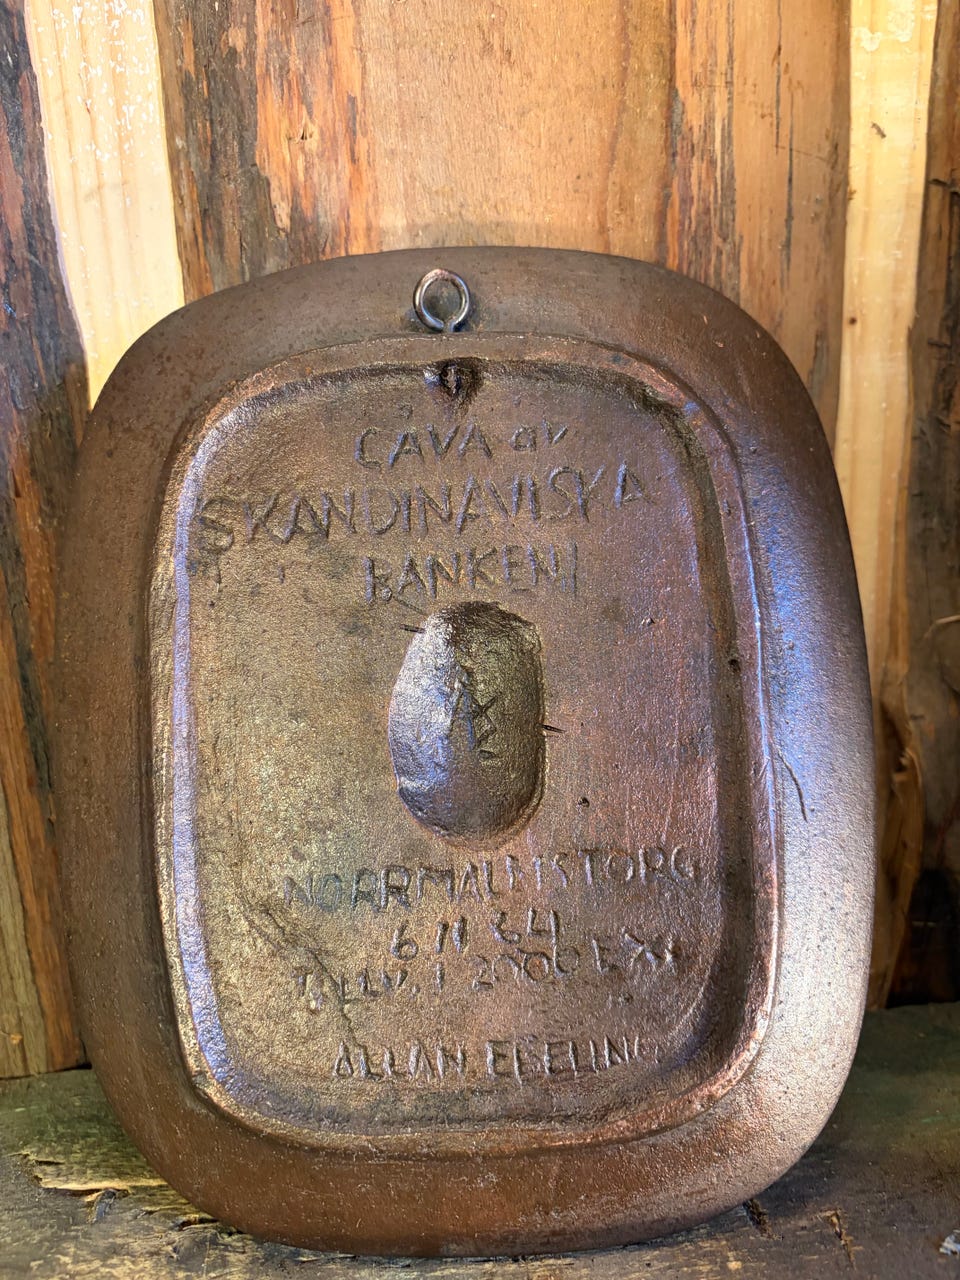 GÅVA av
SKANDINAVISKA
BANKEN
NORRMALMSTORG
6 11 64
TILLV. I 2000 EX
ALLAN EBELING